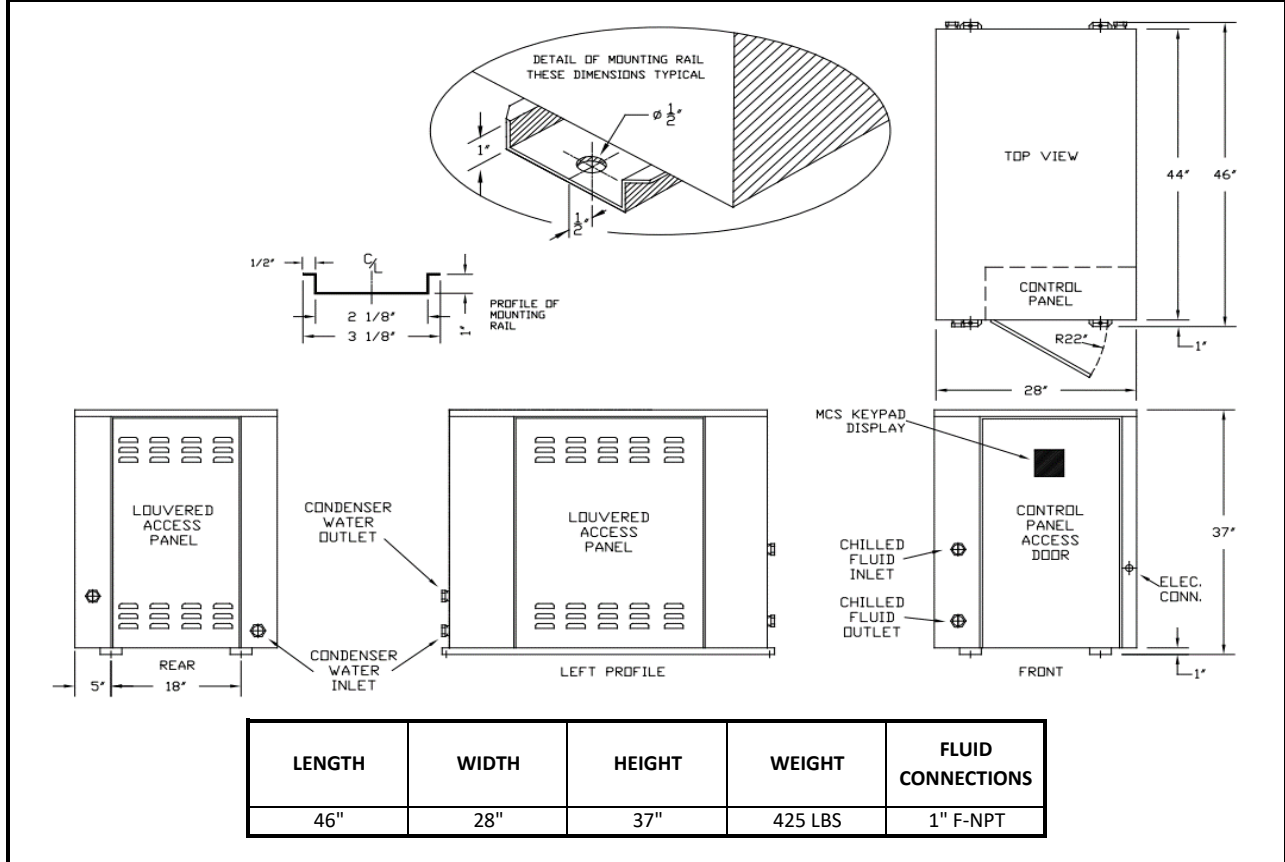 DETAIL OF MOUNTING RAIL
THESE DIMENSIONS TYPICAL
ø 1/2"
1"
1/2"
1/2"
C/L
2 1/8"
3 1/8"
1"
PROFILE OF
MOUNTING
RAIL
TOP VIEW
44"
46"
CONTROL
PANEL
R22"
1"
28"
LOUVERED
ACCESS
PANEL
REAR
5"
18"
CONDENSER
WATER
OUTLET
CONDENSER
WATER
INLET
LOUVERED
ACCESS
PANEL
LEFT PROFILE
MCS KEYPAD
DISPLAY
CHILLED
FLUID
INLET
CHILLED
FLUID
OUTLET
CONTROL
PANEL
ACCESS
DOOR
37"
ELEC.
CONN.
FRONT
1"
LENGTH WIDTH HEIGHT WEIGHT FLUID CONNECTIONS
46" 28" 37" 425 LBS 1" F-NPT